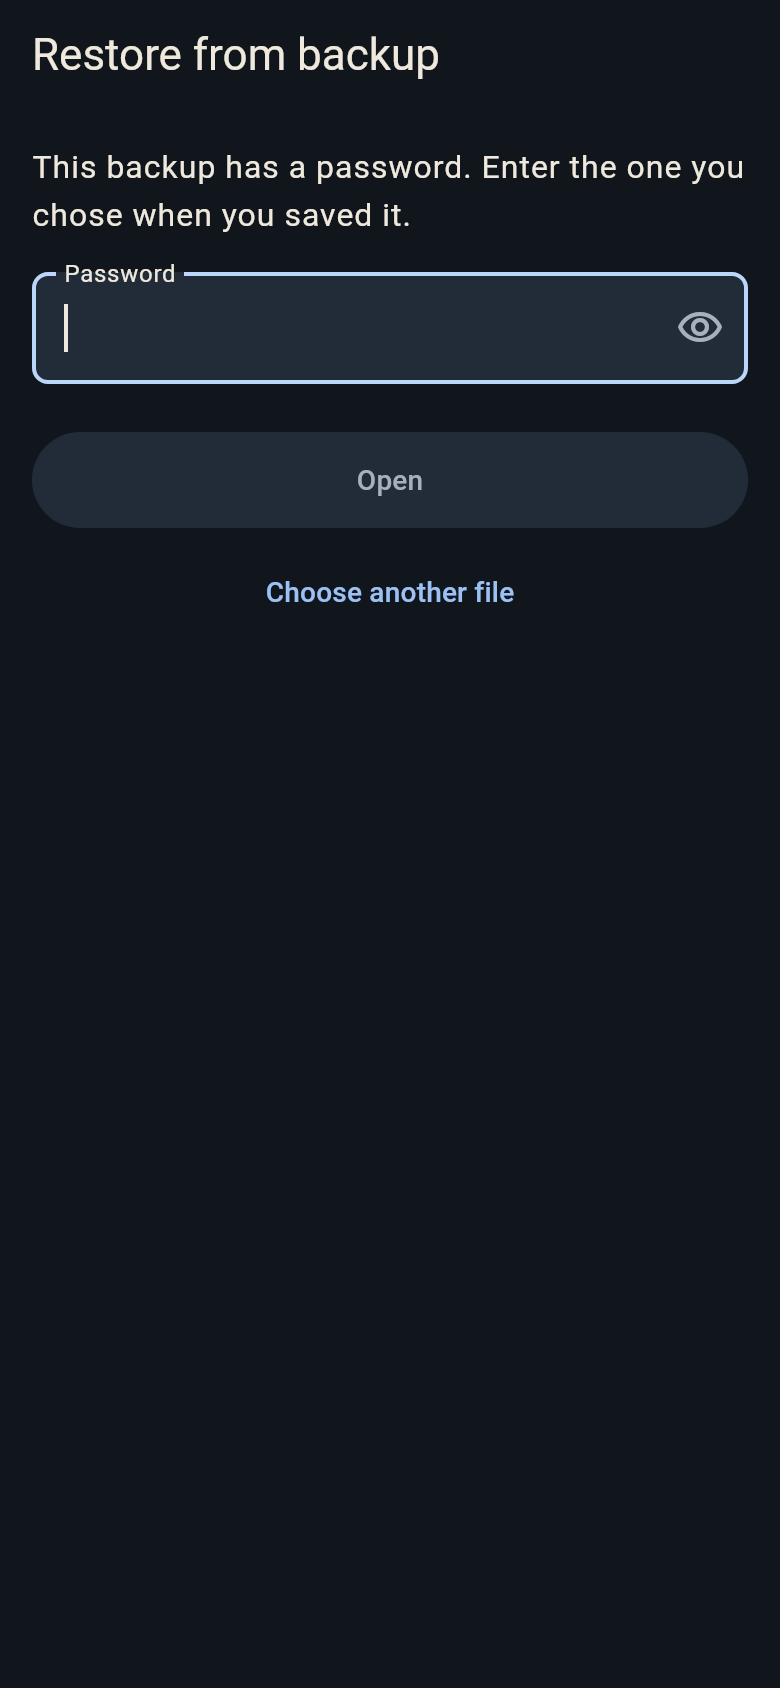 Restore from backup
This backup has a password. Enter the one you
chose when you saved it.
Password
Open
Choose another file